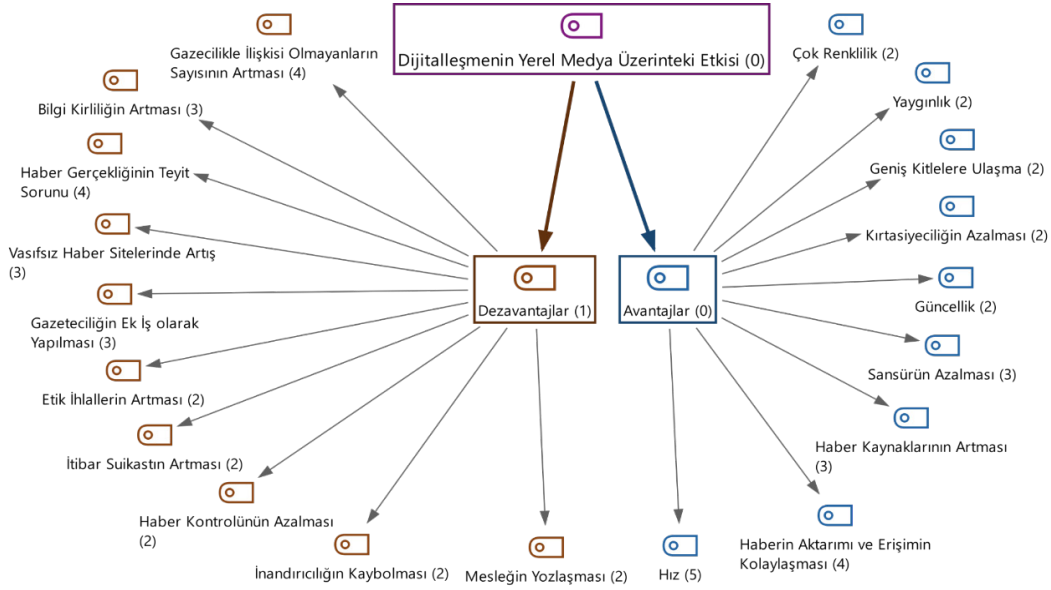 Dijitalleşmenin Yerel Medya Üzerinteki Etkisi (0)
Gazecilikle İlişkisi Olmayanların
Sayısının Artması (4)
Bilgi Kirliliğin Artması (3)
Haber Gerçekliğinin Teyit
Sorunu (4)
Vasıfsız Haber Sitelerinde Artış
(3)
Gazeteciliğin Ek İş olarak
Yapılması (3)
Etik İhlallerin Artması (2)
İtibar Suikastın Artması (2)
Haber Kontrolünün Azalması
(2)
İnandırıcılığın Kaybolması (2)
Mesleğin Yozlaşması (2)
Dezavantajlar (1)
Avantajlar (0)
Çok Renklilik (2)
Yaygınlık (2)
Geniş Kitlelere Ulaşma (2)
Kırtasiyeciliğin Azalması (2)
Güncellik (2)
Sansürün Azalması (3)
Haber Kaynaklarının Artması
(3)
Haberin Aktarımı ve Erişimin
Kolaylaşması (4)
Hız (5)